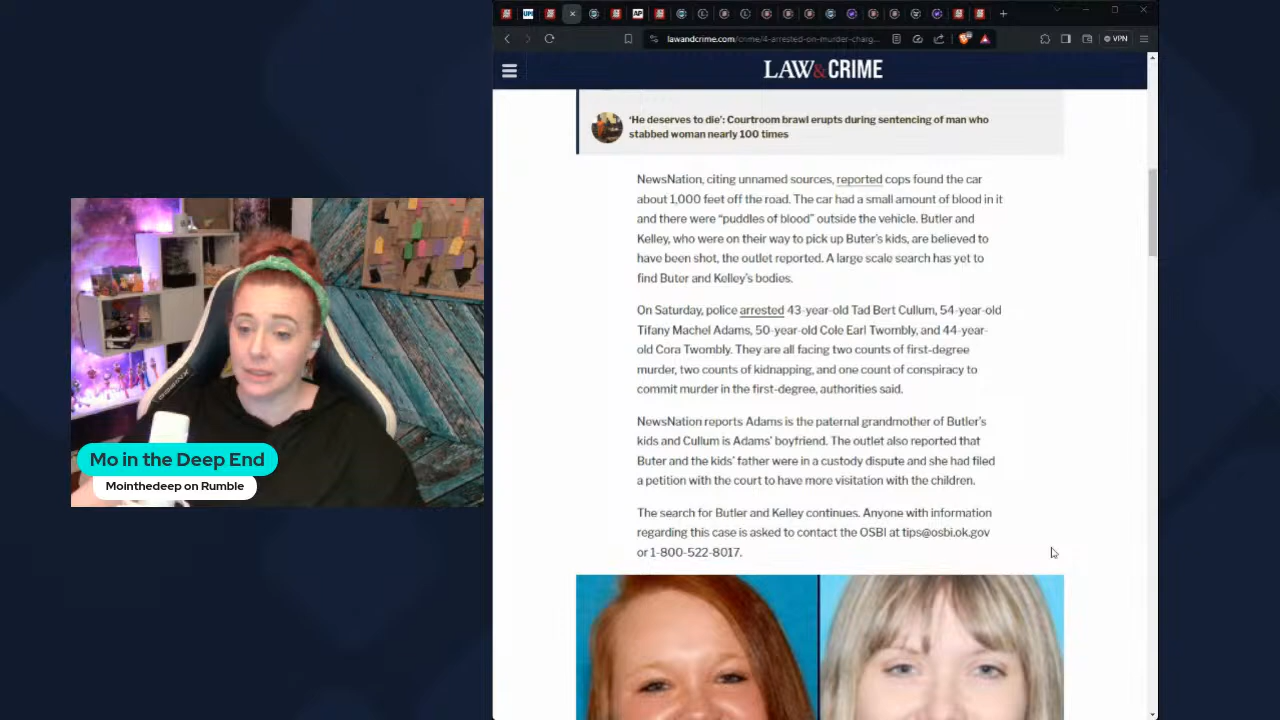 lawandcrime.com/crime/4-arrested-on-murder-charg...
VPN
LAW&CRIME
'He deserves to die': Courtroom brawl erupts during sentencing of man who
stabbed woman nearly 100 times
NewsNation, citing unnamed sources, reported cops found the car
about 1,000 feet off the road. The car had a small amount of blood in it
and there were “puddles of blood” outside the vehicle. Butler and
Kelley, who were on their way to pick up Buter's kids, are believed to
have been shot, the outlet reported. A large scale search has yet to
find Buter and Kelley's bodies.
On Saturday, police arrested 43-year-old Tad Bert Cullum, 54-year-old
Tifany Machel Adams, 50-year-old Cole Earl Twombly, and 44-year-
old Cora Twombly. They are all facing two counts of first-degree
murder, two counts of kidnapping, and one count of conspiracy to
commit murder in the first-degree, authorities said.
NewsNation reports Adams is the paternal grandmother of Butler's
kids and Cullum is Adams' boyfriend. The outlet also reported that
Buter and the kids' father were in a custody dispute and she had filed
a petition with the court to have more visitation with the children.
The search for Butler and Kelley continues. Anyone with information
regarding this case is asked to contact the OSBI at tips@osbi.ok.gov
or 1-800-522-8017.
Mo in the Deep End
Mointhedeep on Rumble